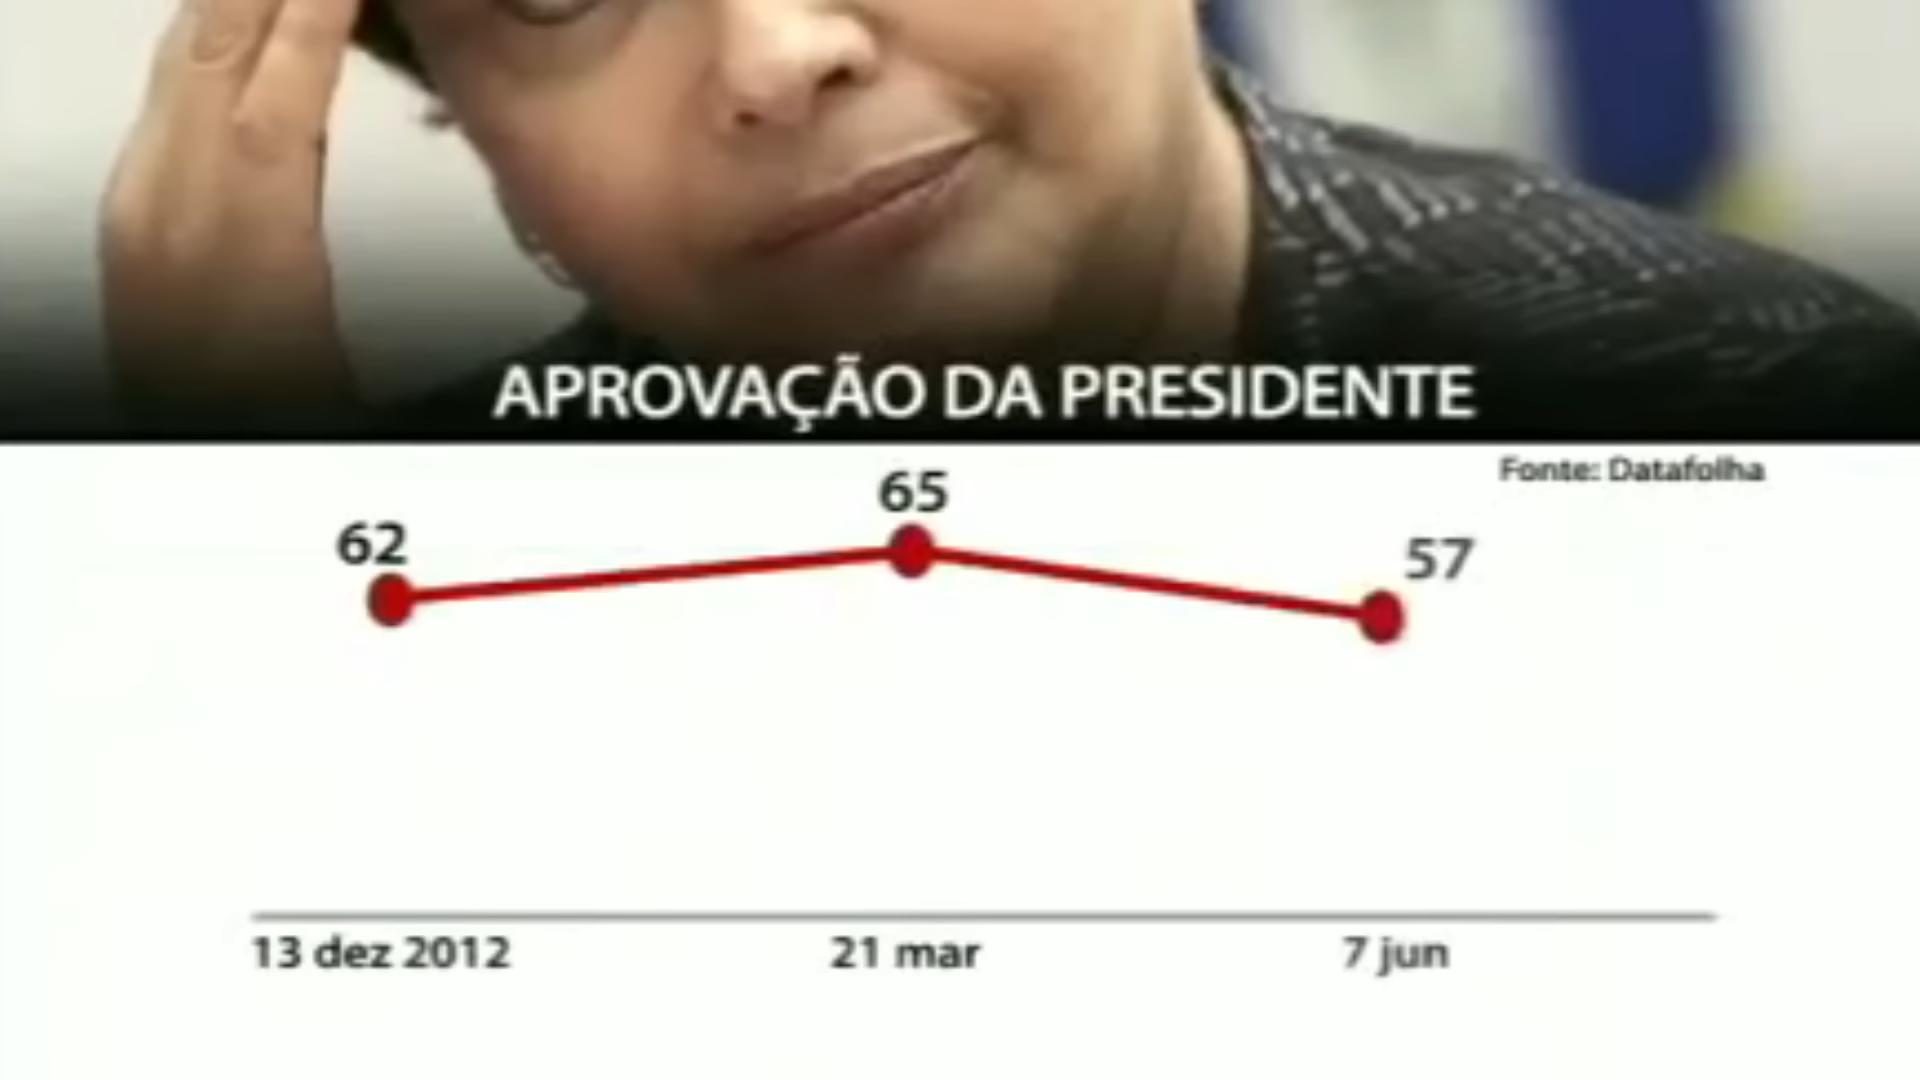 APROVAÇÃO DA PRESIDENTE
Fonte: Datafolha
62
65
57
13 dez 2012
21 mar
7 jun